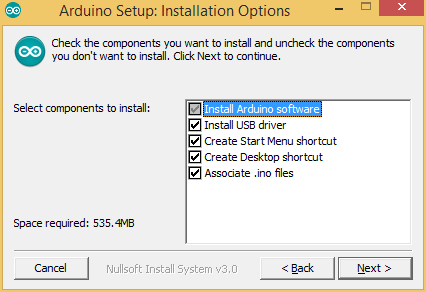 Arduino Setup: Installation Options
Check the components you want to install and uncheck the components
you don't want to install. Click Next to continue.
Select components to install:
Install Arduino software
Install USB driver
Create Start Menu shortcut
Create Desktop shortcut
Associate .ino files
Space required: 535.4MB
Cancel
Nullsoft Install System v3.0
< Back
Next >